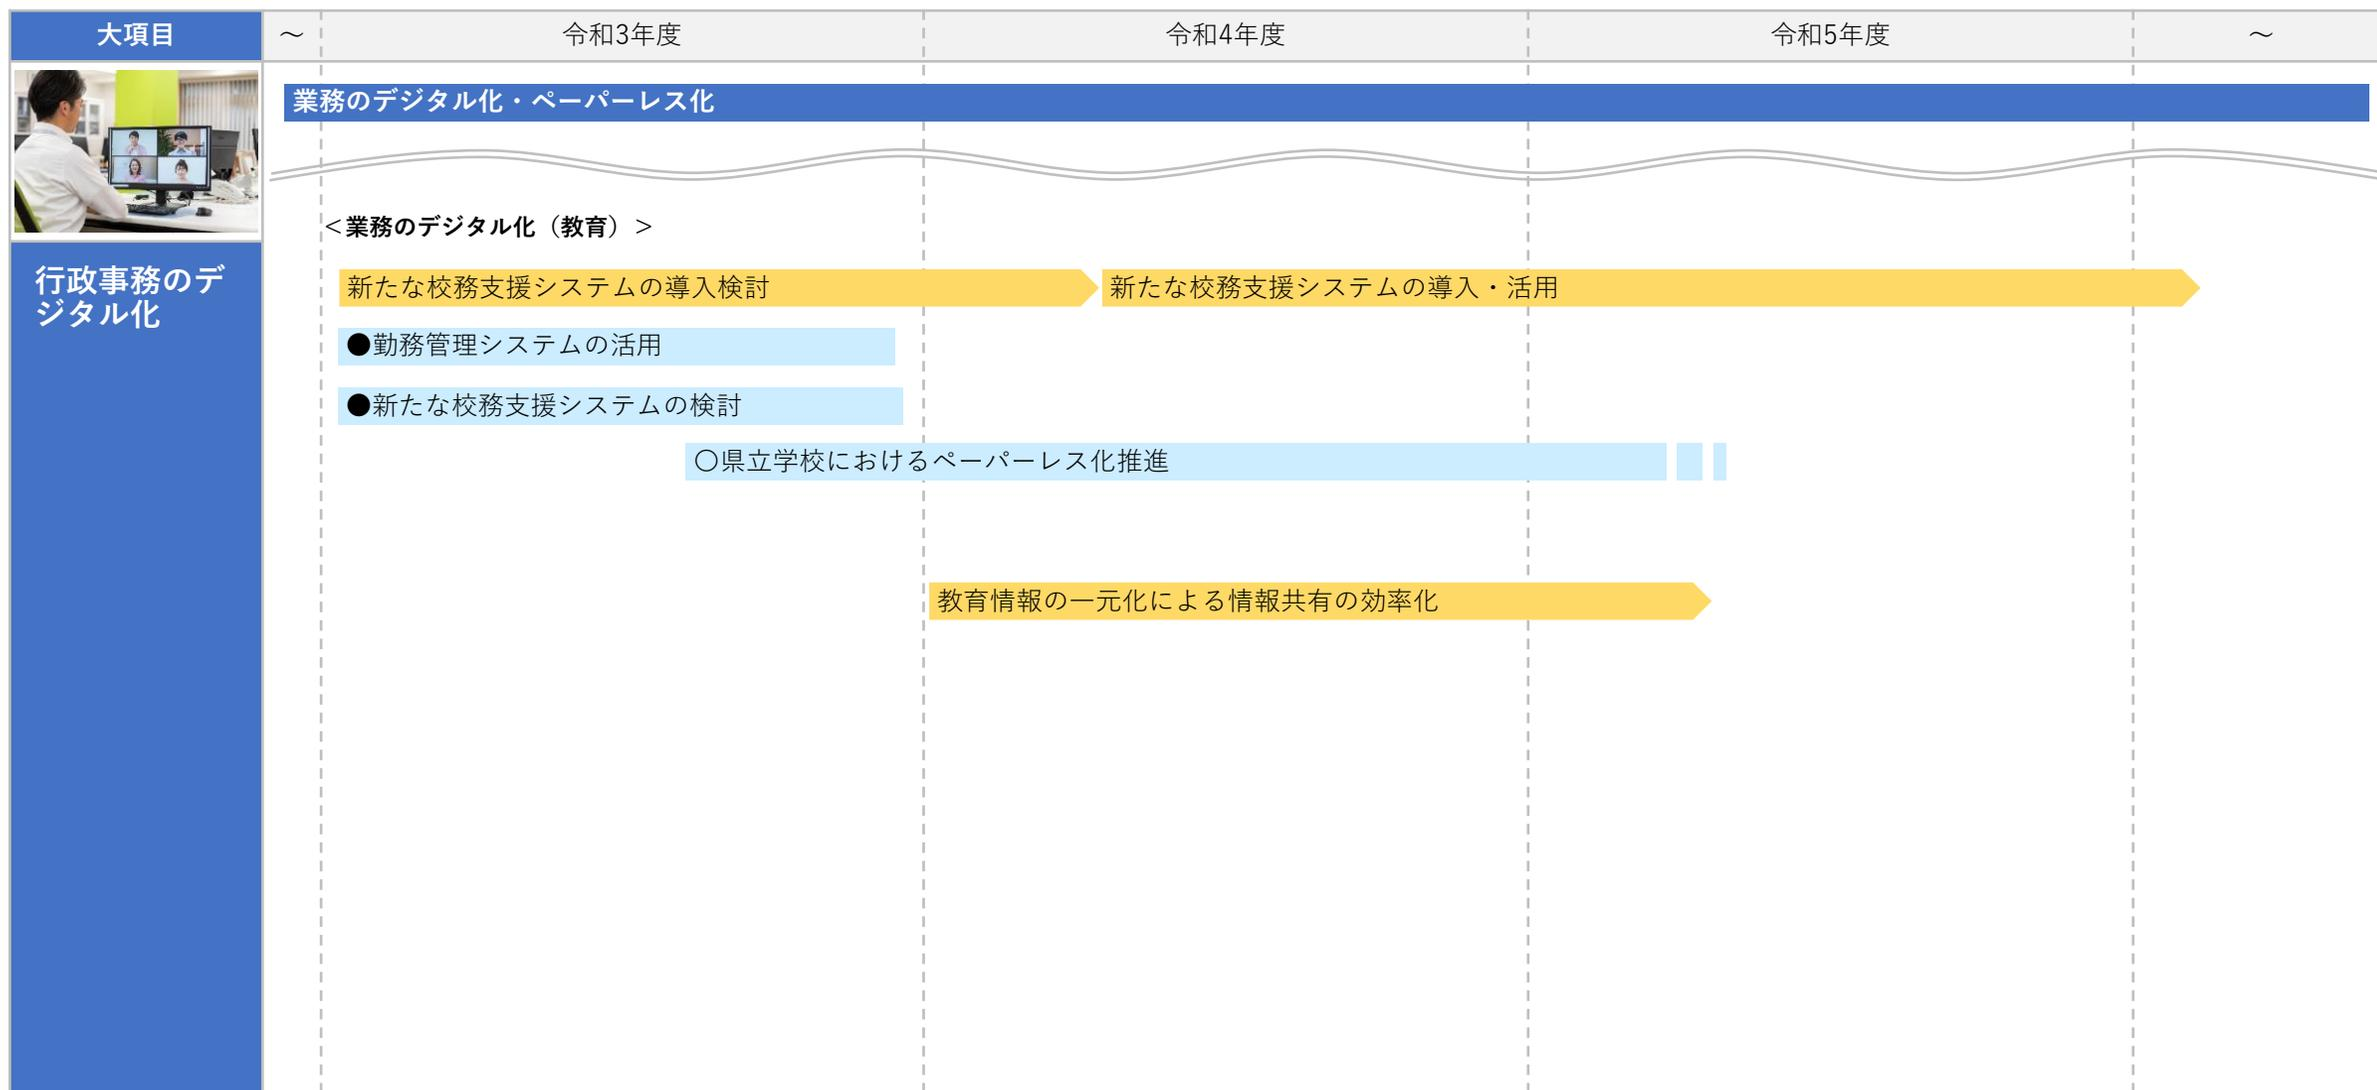 大項目
～
令和3年度
令和4年度
令和5年度
～
業務のデジタル化・ペーパーレス化
＜業務のデジタル化（教育）＞
行政事務のデ
ジタル化
新たな校務支援システムの導入検討
新たな校務支援システムの導入・活用
●勤務管理システムの活用
●新たな校務支援システムの検討
〇県立学校におけるペーパーレス化推進
教育情報の一元化による情報共有の効率化